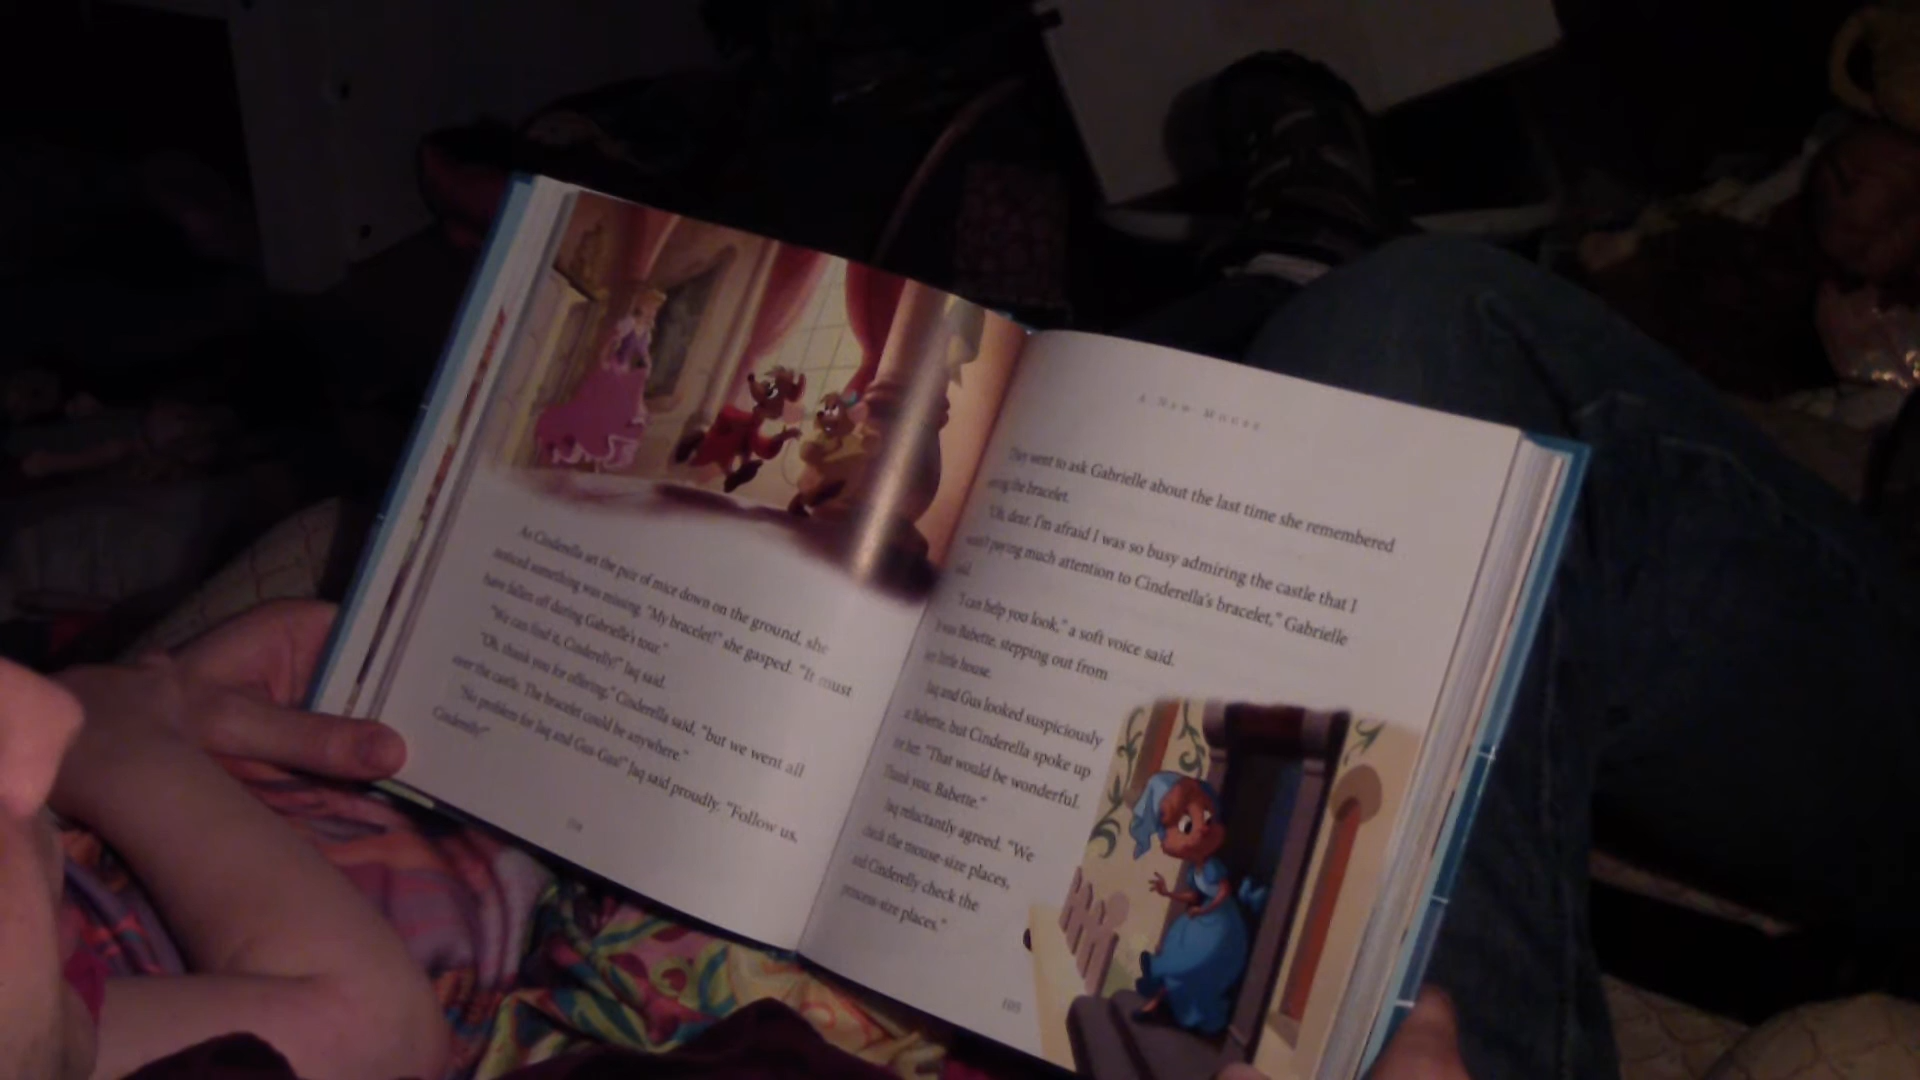 As Cinderella set the pair of mice down on the ground, she
noticed something was missing. "My bracelet!" she gasped. "It must
have fallen off during Gabrielle's tour."
"We can find it, Cinderelly!" Jaq said.
"Oh, thank you for offering," Cinderella said, "but we went all
over the castle. The bracelet could be anywhere."
"No problem for Jaq and Gus-Gus!" Jaq said proudly. "Follow us,
Cinderelly!"
104
A New Mouse
They went to ask Gabrielle about the last time she remembered
seeing the bracelet.
"Oh, dear. I'm afraid I was so busy admiring the castle that I
wasn't paying much attention to Cinderella's bracelet," Gabrielle
said.
"I can help you look," a soft voice said.
It was Babette, stepping out from
her little house.
Jaq and Gus looked suspiciously
at Babette, but Cinderella spoke up
for her. "That would be wonderful.
Thank you, Babette."
Jaq reluctantly agreed. "We
check the mouse-size places,
and Cinderelly check the
princess-size places."
105